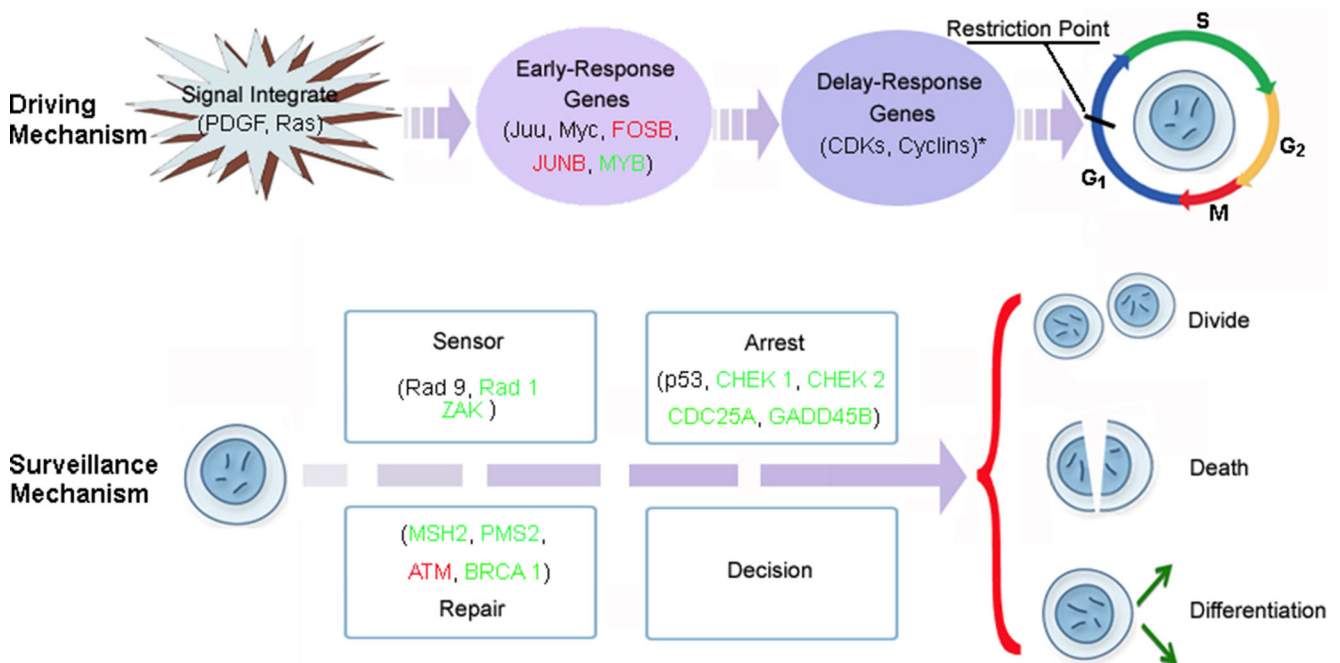 Driving
Mechanism
Signal Integrate
(PDGF, Ras)
Early-Response
Genes
(Juu, Myc, FOSB,
JUNB, MYB)
Delay-Response
Genes
(CDKs, Cyclins)*
Restriction Point
S
G2
M
G1
Surveillance
Mechanism
Sensor
(Rad 9, Rad 1
ZAK )
Arrest
(p53, CHEK 1, CHEK 2
CDC25A, GADD45B)
(MSH2, PMS2,
ATM, BRCA 1)
Repair
Decision
Divide
Death
Differentiation